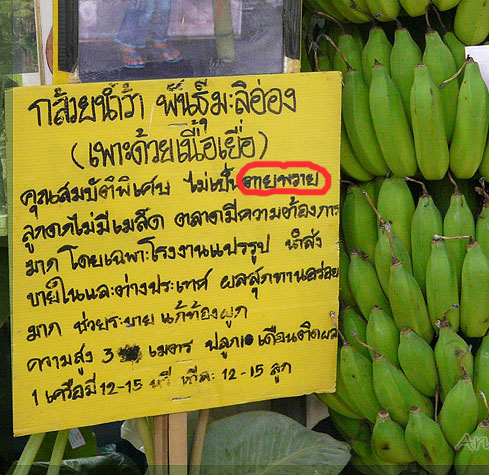 กล้วยน้ำว้า พันธุ์มะลิอ่อง
(เพาะด้วยเนื้อเยื่อ)
คุณสมบัติพิเศษ ไม่เป็นตายพราย
ลูกดกไม่มีเมล็ด ตลาดมีความต้องการ
มาก โดยเฉพาะโรงงานแปรรูป นำส่ง
ขายในและต่างประเทศ ผลสุกทานอร่อย
มาก ช่วยระบาย แก้ท้องผูก
ความสูง 3 เมตร ปลูก๑๐ เดือนติดผล
1 เครือมี 12-15 หวี หวีละ 12-15 ลูก